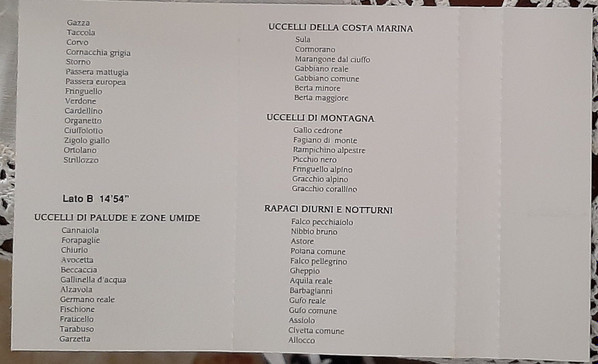 Gazza
Taccola
Corvo
Cornacchia grigia
Storno
Passera mattugia
Passera europea
Fringuello
Verdone
Cardellino
Organetto
Ciuffolotto
Zigolo giallo
Ortolano
Strillozzo
Lato B 14'54"
UCCELLI DI PALUDE E ZONE UMIDE
Cannaiola
Forapaglie
Chiurlo
Avocetta
Beccaccia
Gallinella d'acqua
Alzavola
Germano reale
Fischione
Fraticello
Tarabuso
Garzetta
UCCELLI DELLA COSTA MARINA
Sula
Cormorano
Marangone dal ciuffo
Gabbiano reale
Gabbiano comune
Berta minore
Berta maggiore
UCCELLI DI MONTAGNA
Gallo cedrone
Fagiano di monte
Rampichino alpestre
Picchio nero
Fringuello alpino
Gracchio alpino
Gracchio corallino
RAPACI DIURNI E NOTTURNI
Falco pecchiaiolo
Nibbio bruno
Astore
Poiana comune
Falco pellegrino
Gheppio
Aquila reale
Barbagianni
Gufo reale
Gufo comune
Assiolo
Civetta comune
Allocco